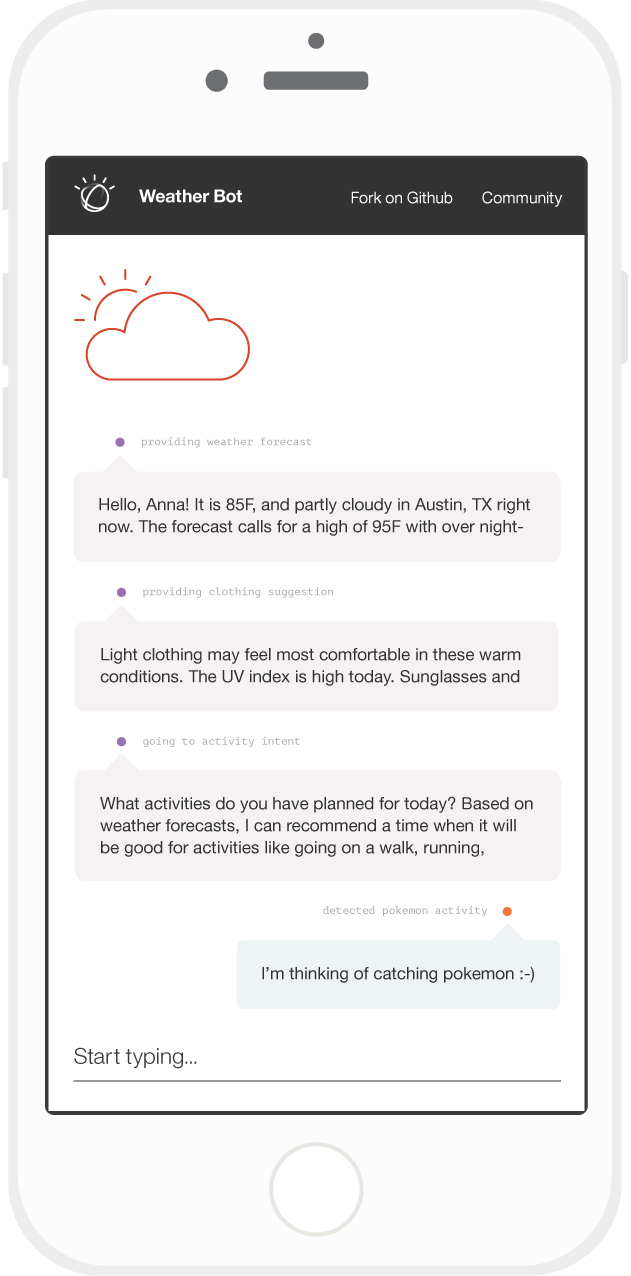 Weather Bot Fork on Github Community
providing weather forecast
Hello, Anna! It is 85F, and partly cloudy in Austin, TX right
now. The forecast calls for a high of 95F with over night-
providing clothing suggestion
Light clothing may feel most comfortable in these warm
conditions. The UV index is high today. Sunglasses and
going to activity intent
What activities do you have planned for today? Based on
weather forecasts, I can recommend a time when it will
be good for activities like going on a walk, running,
detected pokemon activity
I’m thinking of catching pokemon :-)
Start typing...